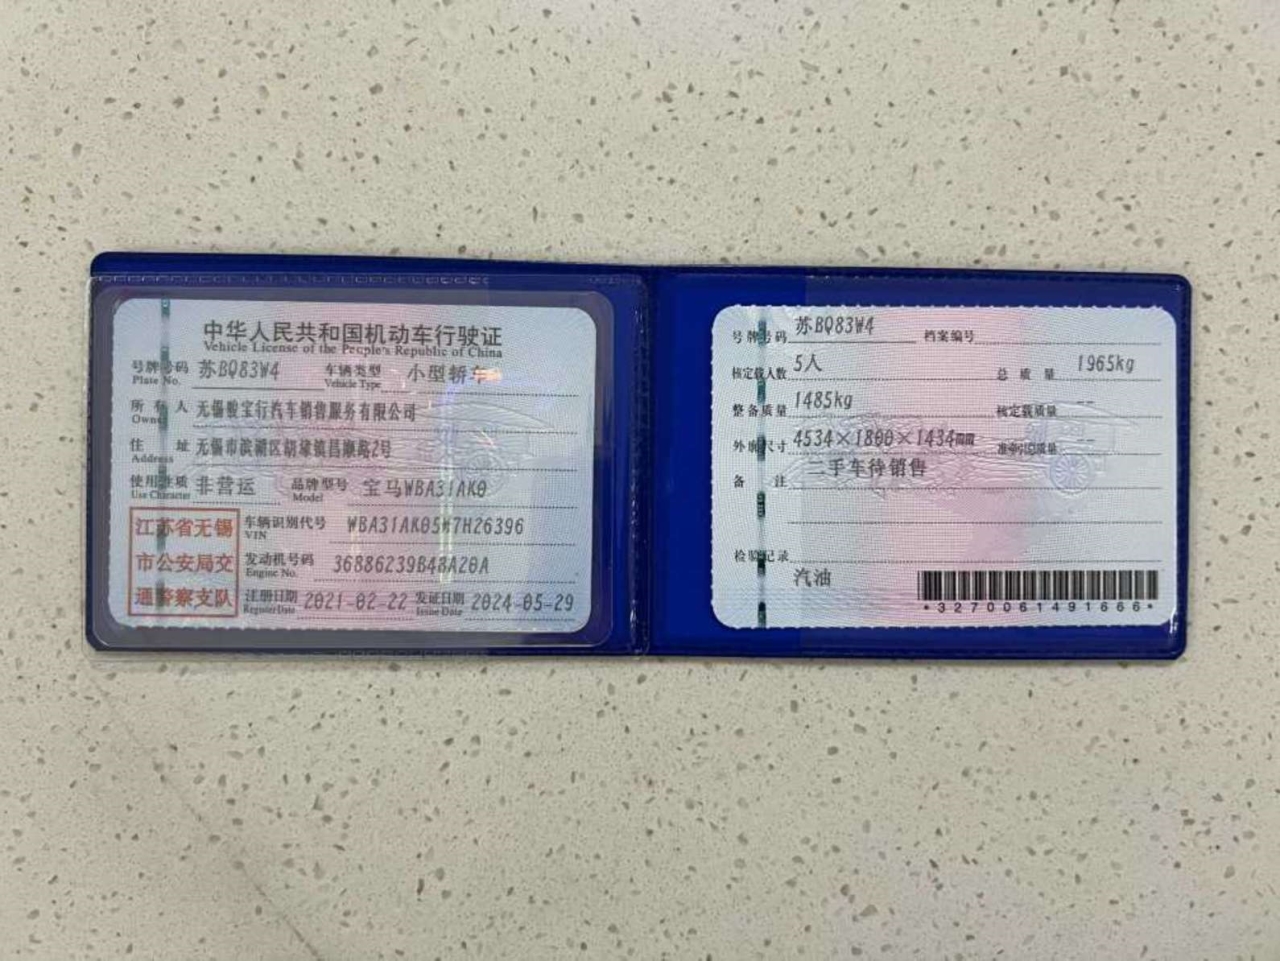 中华人民共和国机动车行驶证
Vehicle License of the People's Republic of China
号牌号码 苏BQ83W4 车辆类型 小型轿车
Plate No. Vehicle Type
所有人 无锡骏宝行汽车销售服务有限公司
Owner
住址 无锡市滨湖区胡埭镇昌顺路2号
Address
使用性质 非营运 品牌型号 宝马WBA31AK0
Use Character Model
江苏省无锡
市公安局交
通警察支队
车辆识别代号 WBA31AK05W7H26396
VIN
发动机号码 36886239B48A20A
Engine No.
注册日期 2021-02-22 发证日期 2024-05-29
Register Date Issue Date
号牌号码 苏BQ83W4 档案编号
核定载人数 5人 总质量 1965kg
整备质量 1485kg 核定载质量 --
外廓尺寸 4534×1800×1434mm 准牵引总质量 --
备注 二手车待销售
检验记录
汽油
*3270061491666*